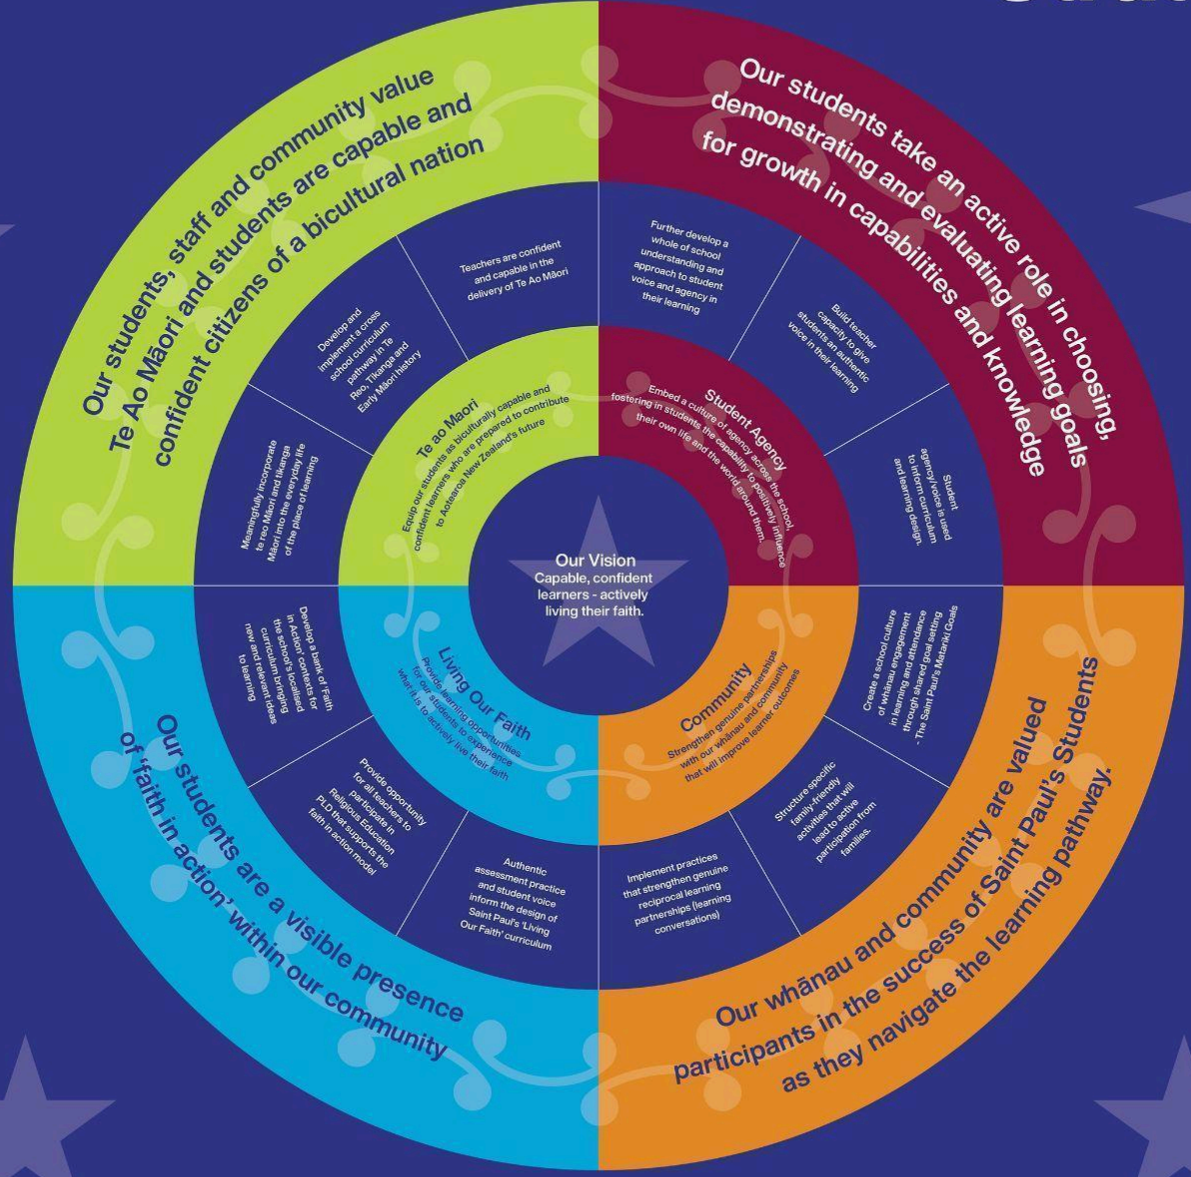 Our Vision
Capable, confident
learners - actively
living their faith.
Te ao Maori
Equip our students as biculturally capable and
confident learners who are prepared to contribute
to Aotearoa New Zealand's future
Student Agency
Embed a culture of agency across the school,
fostering in students the capability to positively influence
their own life and the world around them.
Community
Strengthen genuine partnerships
with our whānau and community
that will improve learner outcomes
Living Our Faith
Provide learning opportunities
for our students to experience
what it is to actively live their faith
Meaningfully incorporate
te reo Māori and tikanga
Māori into the everyday life
of the place of learning
Develop and
implement a cross
school curriculum
pathway in Te
Reo, Tikanga and
Early Māori history
Teachers are confident
and capable in the
delivery of Te Ao Māori
Further develop a
whole of school
understanding and
approach to student
voice and agency in
their learning
Build teacher
capacity to give
students an authentic
voice in their learning
Student
agency/voice is used
to inform curriculum
and learning design.
Create a school culture
of whānau engagement
in learning and attendance
through shared goal setting
- The Saint Paul's Matariki Goals
Structure specific
family-friendly
activities that will
lead to active
participation from
families.
Implement practices
that strengthen genuine
reciprocal learning
partnerships (learning
conversations)
Authentic
assessment practice
and student voice
inform the design of
Saint Paul's 'Living
Our Faith' curriculum
Provide opportunity
for all teachers to
participate in
Religious Education
PLD that supports the
faith in action model
Develop a bank of 'Faith
in Action' contexts for
the school's localised
curriculum bringing
new and relevant ideas
to learning
Our students, staff and community value
Te Ao Māori and students are capable and
confident citizens of a bicultural nation
Our students take an active role in choosing,
demonstrating and evaluating learning goals
for growth in capabilities and knowledge
Our whānau and community are valued
participants in the success of Saint Paul's Students
as they navigate the learning pathway.
Our students are a visible presence
of 'faith in action' within our community